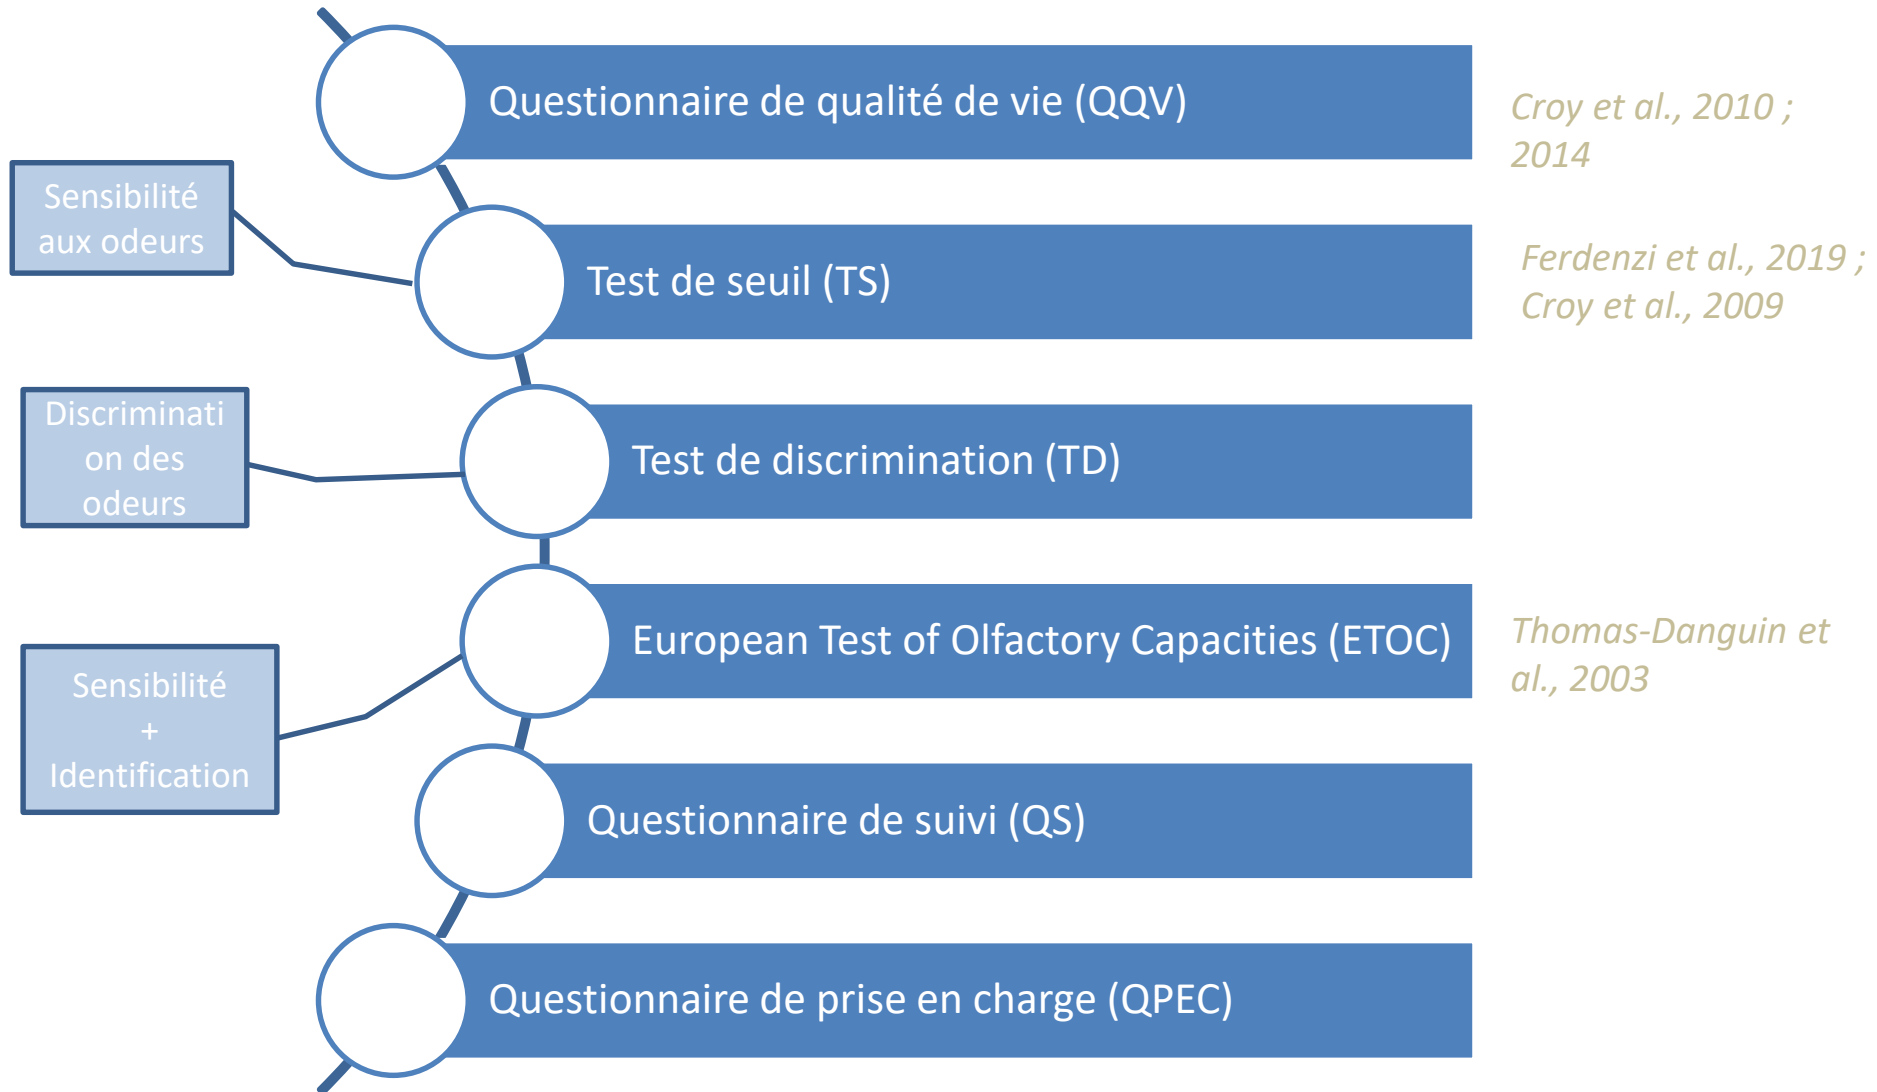 Questionnaire de qualité de vie (QQV)
Croy et al., 2010 ;
2014
Sensibilité
aux odeurs
Test de seuil (TS)
Ferdenzi et al., 2019 ;
Croy et al., 2009
Discriminati
on des
odeurs
Test de discrimination (TD)
European Test of Olfactory Capacities (ETOC)
Thomas-Danguin et
al., 2003
Sensibilité
+
Identification
Questionnaire de suivi (QS)
Questionnaire de prise en charge (QPEC)